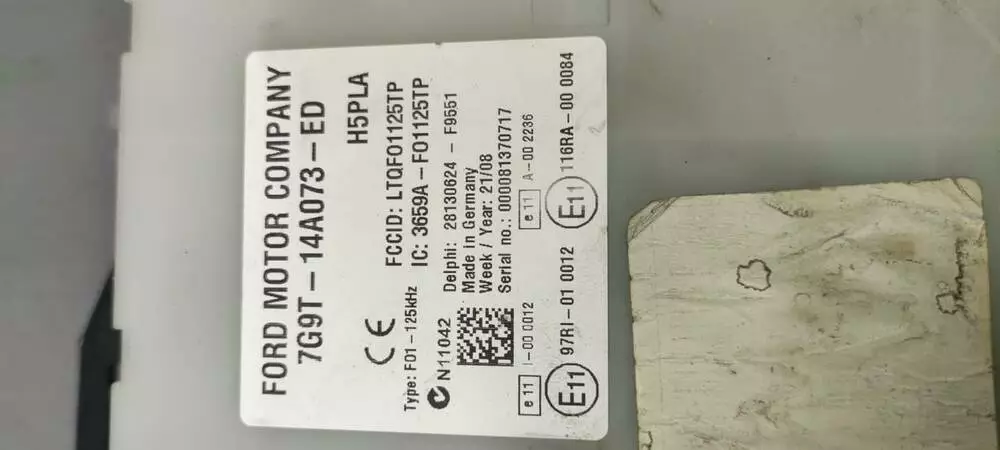 FORD MOTOR COMPANY
7G9T-14A073-ED
H5PLA
CE
FCCID: LTQF01125TP
Type: F01-125kHz
IC: 3659A-F01125TP
N11042
Delphi: 28130624 - F9551
Made in Germany
Week / Year: 21/08
Serial no.: 000081370717
e 11 I-00 0012
e 11 A-00 2236
E11 97RI-01 0012
E11 116RA-00 0084